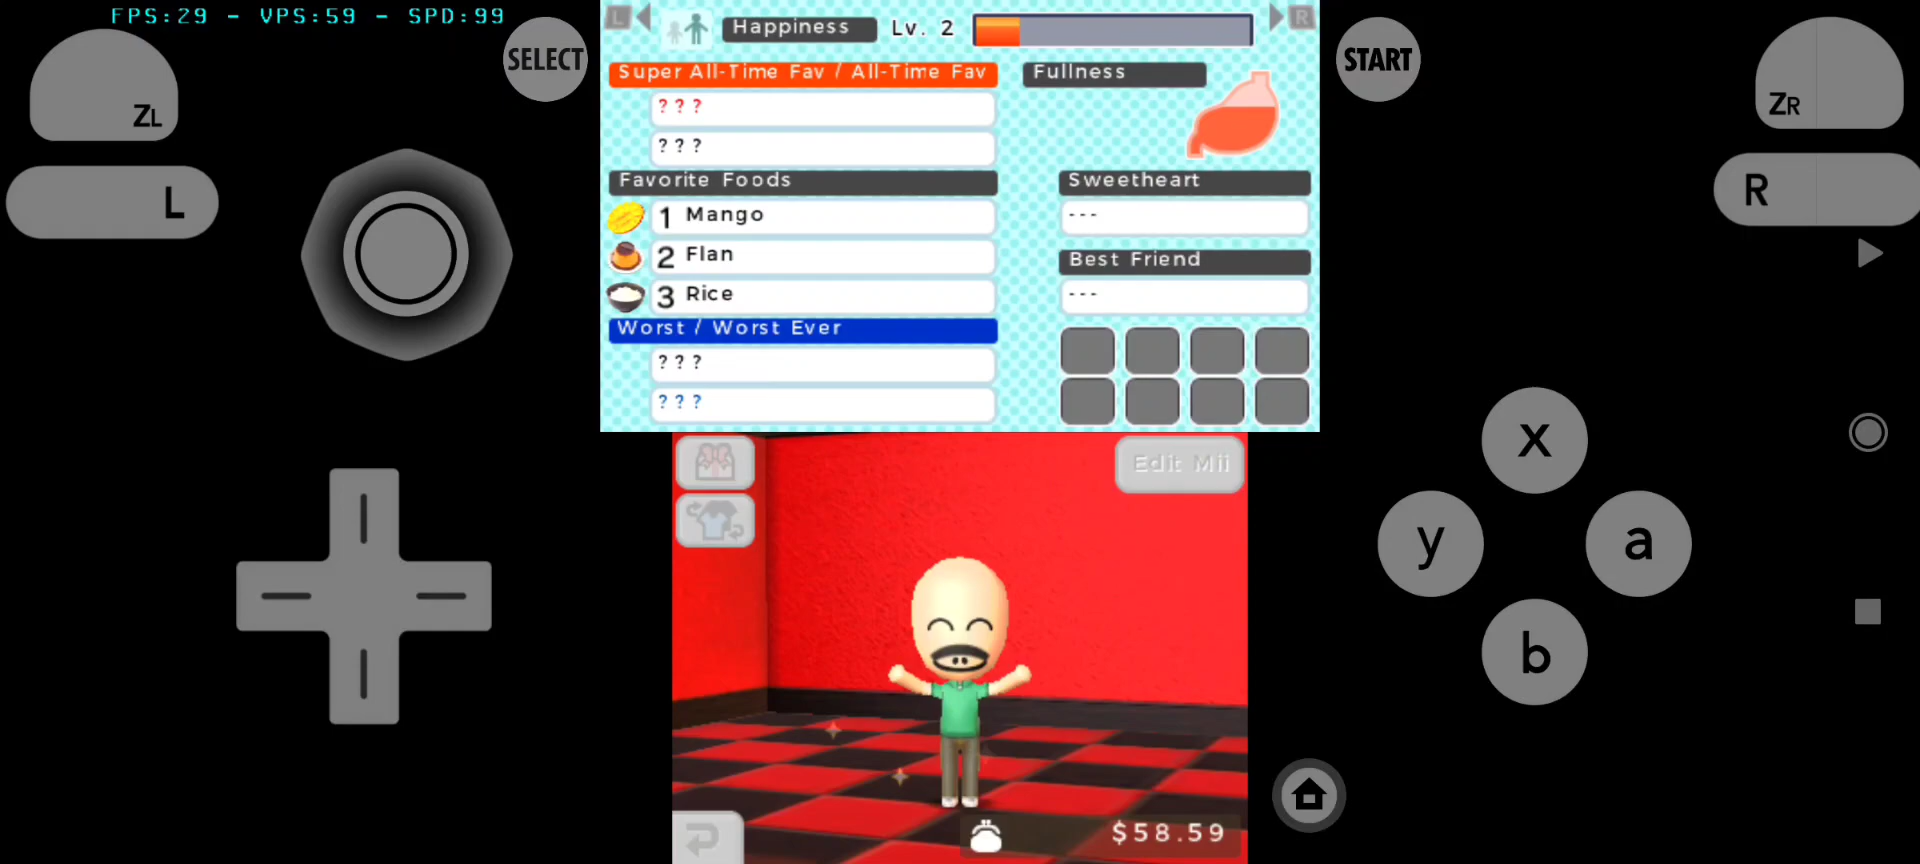 FPS:29 - VPS:59 - SPD:99
SELECT
START
ZL
ZR
L
R
L
R
Happiness Lv. 2
Super All-Time Fav / All-Time Fav
???
???
Fullness
Favorite Foods
1 Mango
2 Flan
3 Rice
Sweetheart
---
Best Friend
---
Worst / Worst Ever
???
???
Edit Mii
$58.59
x
y
a
b